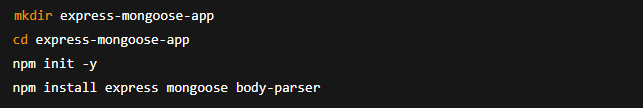 mkdir express-mongoose-app
cd express-mongoose-app
npm init -y
npm install express mongoose body-parser